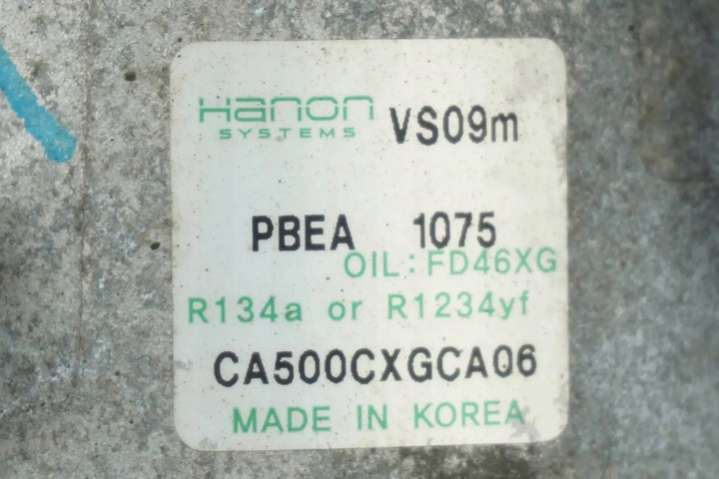 Hanon SYSTEMS VS09m
PBEA 1075
OIL: FD46XG
R134a or R1234yf
CA500CXGCA06
MADE IN KOREA